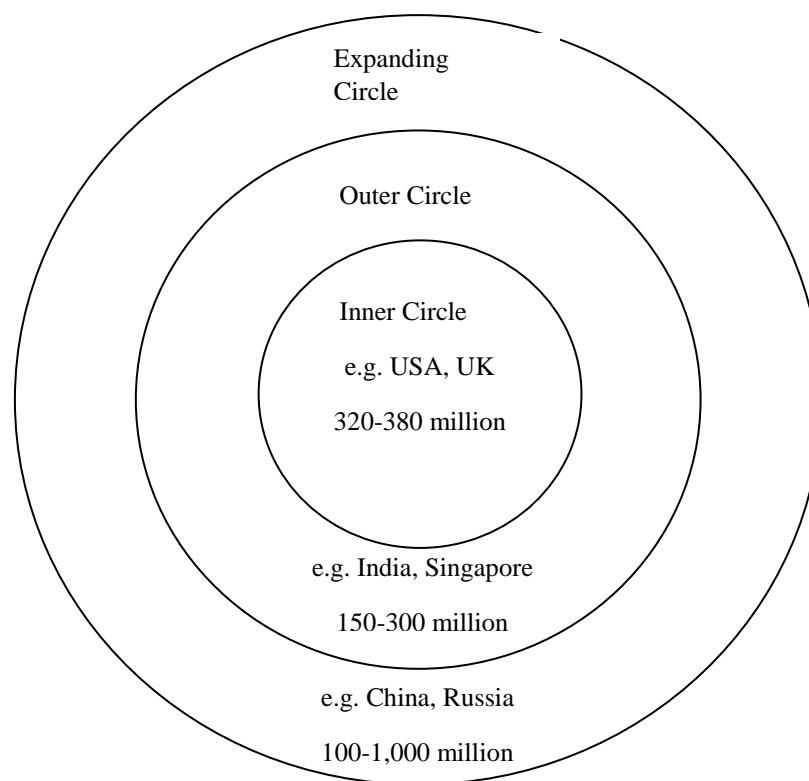 Expanding
Circle
Outer Circle
Inner Circle
e.g. USA, UK
320-380 million
e.g. India, Singapore
150-300 million
e.g. China, Russia
100-1,000 million